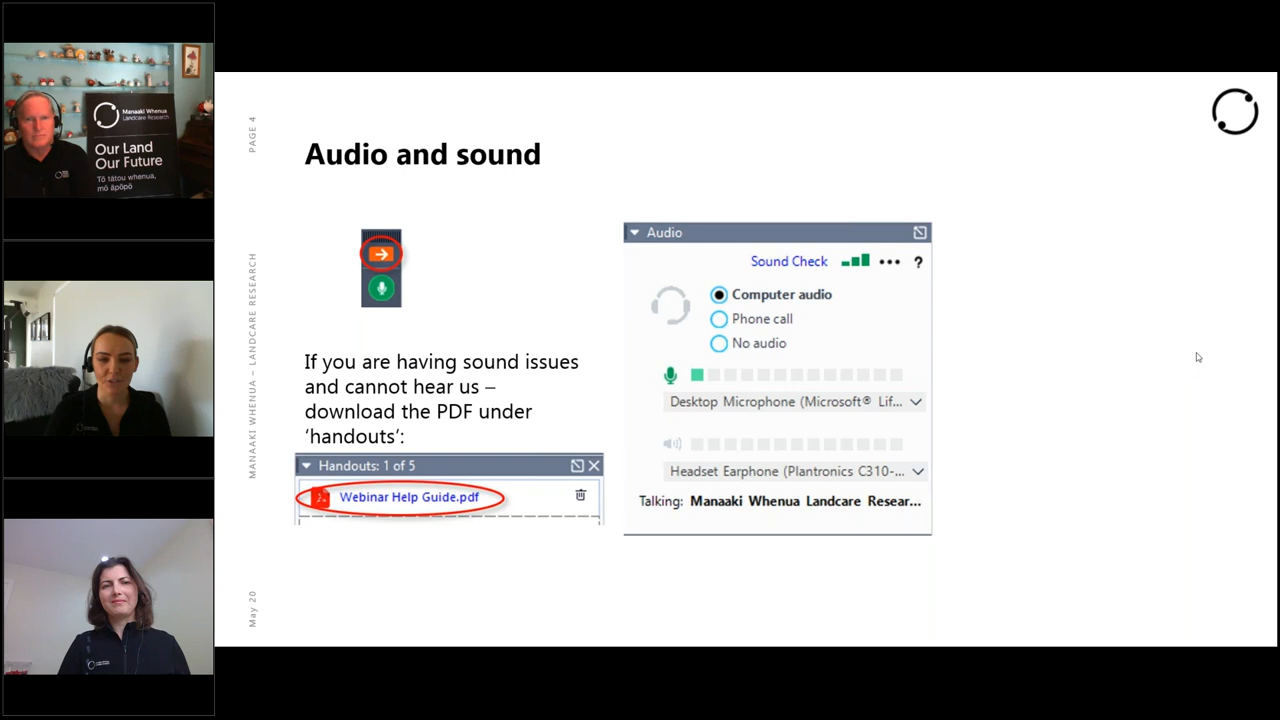 Manaaki Whenua
Landcare Research
Our Land
Our Future
Tō tātou whenua,
mō āpōpō
PAGE 4
MANAAKI WHENUA – LANDCARE RESEARCH
May 20
Audio and sound
If you are having sound issues
and cannot hear us –
download the PDF under
‘handouts’:
Handouts: 1 of 5
Webinar Help Guide.pdf
Audio
Sound Check
?
Computer audio
Phone call
No audio
Desktop Microphone (Microsoft® Lif...
Headset Earphone (Plantronics C310-...
Talking: Manaaki Whenua Landcare Resear...